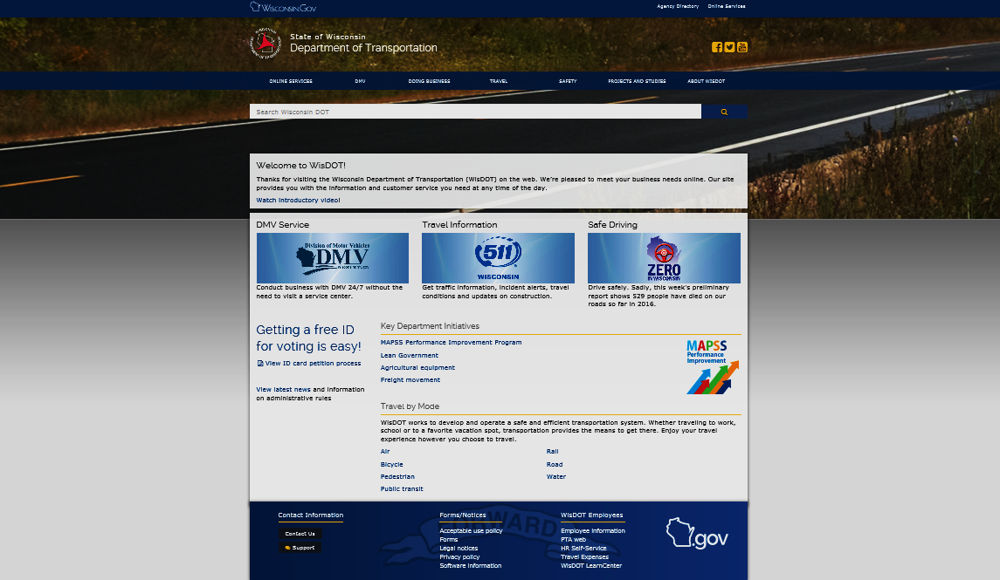 WISCONSIN.GOV
Agency Directory Online Services
State of Wisconsin
Department of Transportation
ONLINE SERVICES DMV DOING BUSINESS TRAVEL SAFETY PROJECTS AND STUDIES ABOUT WISDOT
Search Wisconsin DOT
Welcome to WisDOT!
Thanks for visiting the Wisconsin Department of Transportation (WisDOT) on the web. We're pleased to meet your business needs online. Our site
provides you with the information and customer service you need at any time of the day.
Watch introductory video!
DMV Service
Division of Motor Vehicles
DMV
Conduct business with DMV 24/7 without the
need to visit a service center.
Travel Information
511
WISCONSIN
Get traffic information, incident alerts, travel
conditions and updates on construction.
Safe Driving
ZERO
IN WISCONSIN
Drive safely. Sadly, this week's preliminary
report shows 529 people have died on our
roads so far in 2016.
Getting a free ID
for voting is easy!
View ID card petition process
View latest news and information
on administrative rules
Key Department Initiatives
MAPSS Performance Improvement Program
Lean Government
Agricultural equipment
Freight movement
MAPSS
Performance
Improvement
Travel by Mode
WisDOT works to develop and operate a safe and efficient transportation system. Whether traveling to work,
school or to a favorite vacation spot, transportation provides the means to get there. Enjoy your travel
experience however you choose to travel.
Air
Bicycle
Pedestrian
Public transit
Rail
Road
Water
FORWARD
Contact Information
Contact Us
Support
Forms/Notices
Acceptable use policy
Forms
Legal notices
Privacy policy
Software information
WisDOT Employees
Employee information
PTA web
HR Self-Service
Travel Expenses
WisDOT LearnCenter
.gov